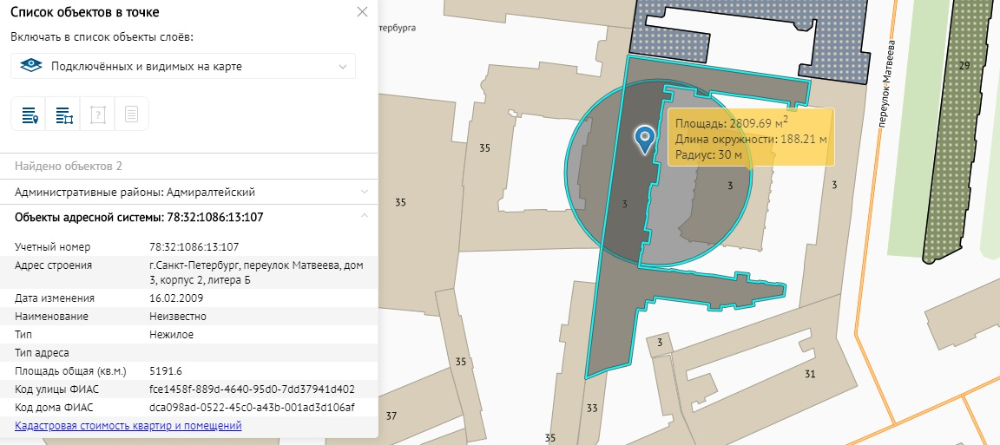 Список объектов в точке
Включать в список объекты слоёв:
Подключённых и видимых на карте
Найдено объектов 2
Административные районы: Адмиралтейский
Объекты адресной системы: 78:32:1086:13:107
Учетный номер 78:32:1086:13:107
Адрес строения г.Санкт-Петербург, переулок Матвеева, дом
3, корпус 2, литера Б
Дата изменения 16.02.2009
Наименование Неизвестно
Тип Нежилое
Тип адреса
Площадь общая (кв.м.) 5191.6
Код улицы ФИАС fce1458f-889d-4640-95d0-7dd37941d402
Код дома ФИАС dca098ad-0522-45c0-a43b-001ad3d106af
Кадастровая стоимость квартир и помещений
тербурга
переулок Матвеева
29
Площадь: 2809.69 м2
Длина окружности: 188.21 м
Радиус: 30 м
35
35
3
3
3
3
35
31
33
37
35